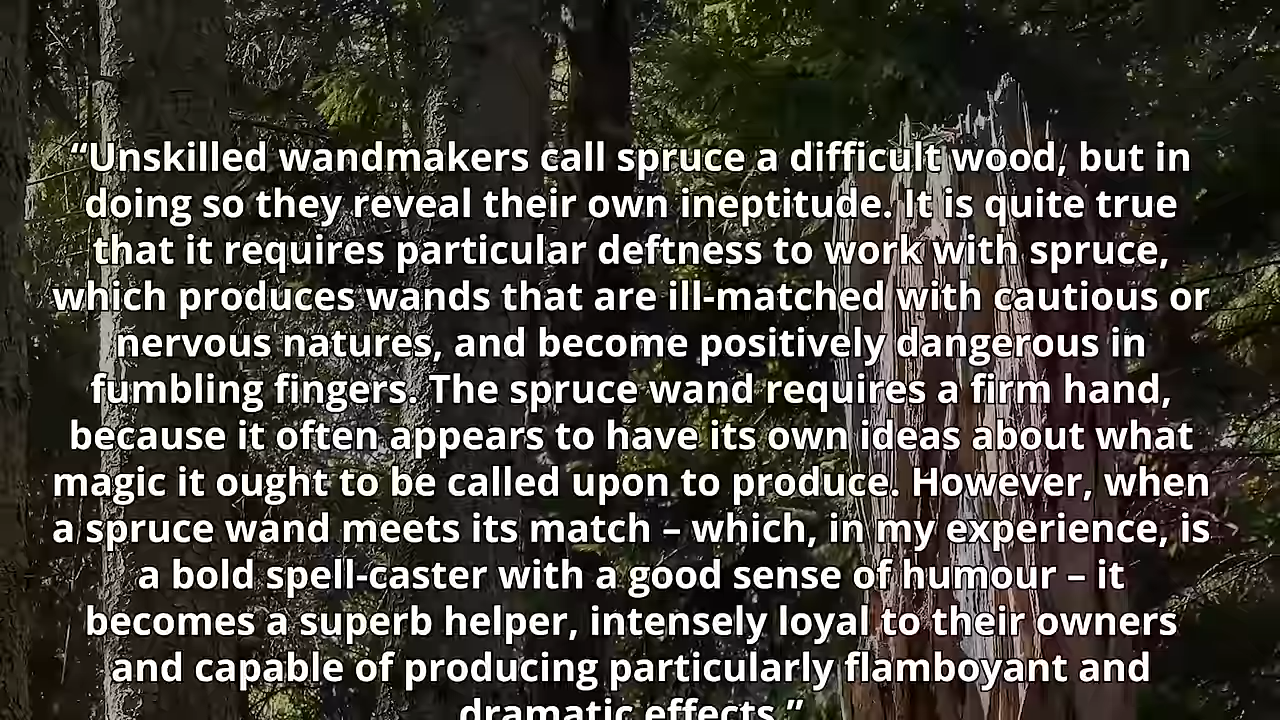 “Unskilled wandmakers call spruce a difficult wood, but in
doing so they reveal their own ineptitude. It is quite true
that it requires particular deftness to work with spruce,
which produces wands that are ill-matched with cautious or
nervous natures, and become positively dangerous in
fumbling fingers. The spruce wand requires a firm hand,
because it often appears to have its own ideas about what
magic it ought to be called upon to produce. However, when
a spruce wand meets its match – which, in my experience, is
a bold spell-caster with a good sense of humour – it
becomes a superb helper, intensely loyal to their owners
and capable of producing particularly flamboyant and
dramatic effects.”